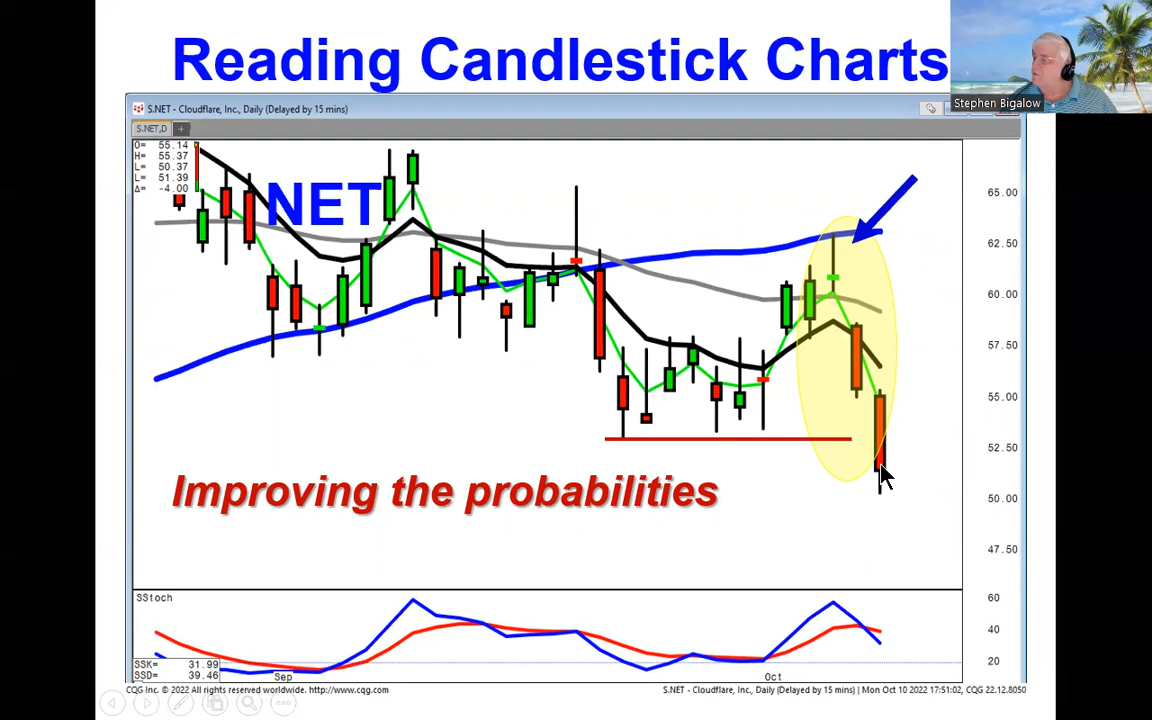 Reading Candlestick Charts
Stephen Bigalow
S.NET - Cloudflare, Inc., Daily (Delayed by 15 mins)
S.NET,D
+
O= 55.14
H= 55.37
L= 50.37
L= 51.39
Δ= -4.00
NET
65.00
62.50
60.00
57.50
55.00
52.50
50.00
47.50
Improving the probabilities
SStoch
60
40
20
SSK= 31.99
SSD= 39.46
Sep
Oct
CQG Inc. © 2022 All rights reserved worldwide. http://www.cqg.com
S.NET - Cloudflare, Inc., Daily (Delayed by 15 min) | Mon Oct 10 2022 17:51:02, CQG 22.12.8050